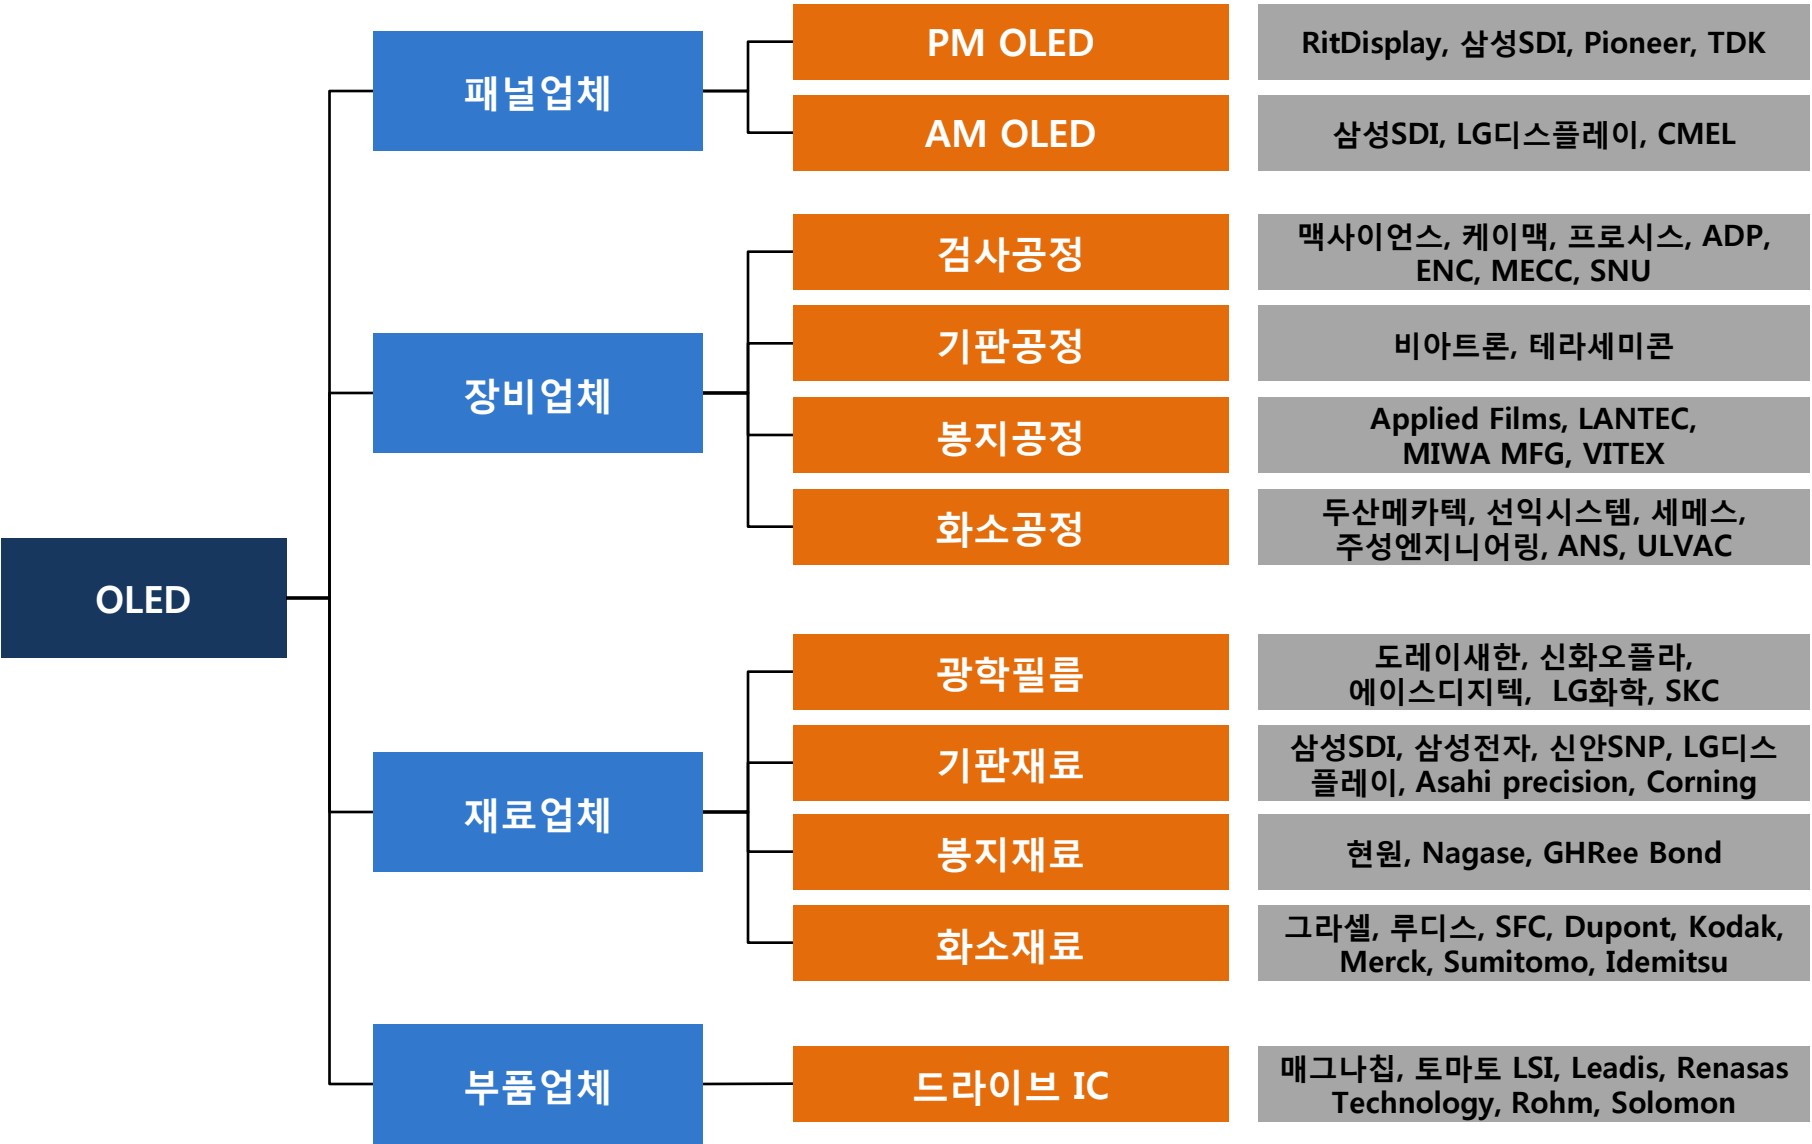 OLED
패널업체
PM OLED
RitDisplay, 삼성SDI, Pioneer, TDK
AM OLED
삼성SDI, LG디스플레이, CMEL
장비업체
검사공정
맥사이언스, 케이맥, 프로시스, ADP,
ENC, MECC, SNU
기판공정
비아트론, 테라세미콘
봉지공정
Applied Films, LANTEC,
MIWA MFG, VITEX
화소공정
두산메카텍, 선익시스템, 세메스,
주성엔지니어링, ANS, ULVAC
재료업체
광학필름
도레이새한, 신화오플라,
에이스디지텍, LG화학, SKC
기판재료
삼성SDI, 삼성전자, 신안SNP, LG디스
플레이, Asahi precision, Corning
봉지재료
현원, Nagase, GHRee Bond
화소재료
그라셀, 루디스, SFC, Dupont, Kodak,
Merck, Sumitomo, Idemitsu
부품업체
드라이브 IC
매그나칩, 토마토 LSI, Leadis, Renasas
Technology, Rohm, Solomon